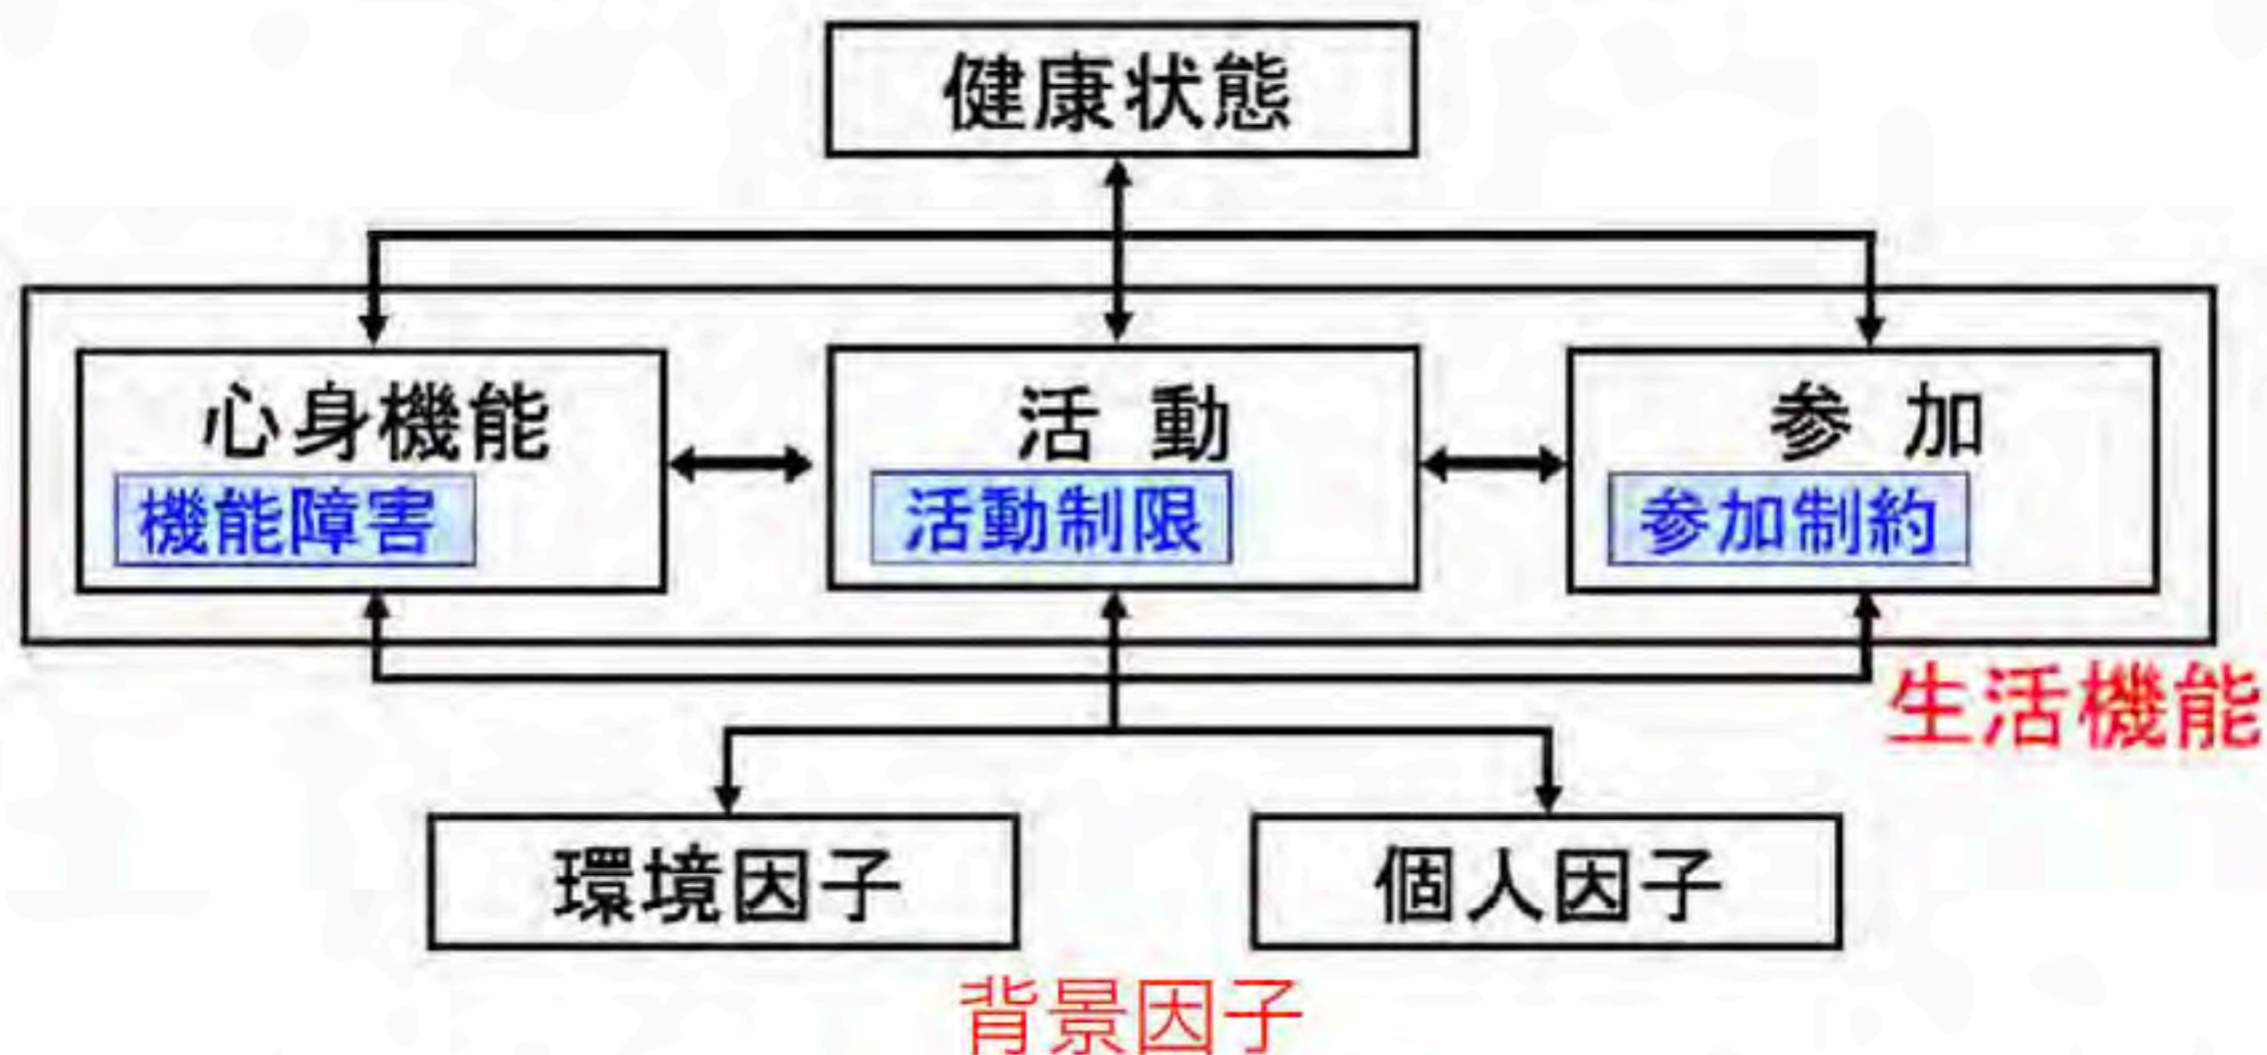 健康状態
心身機能
機能障害
活 動
活動制限
参 加
参加制約
生活機能
環境因子
個人因子
背景因子